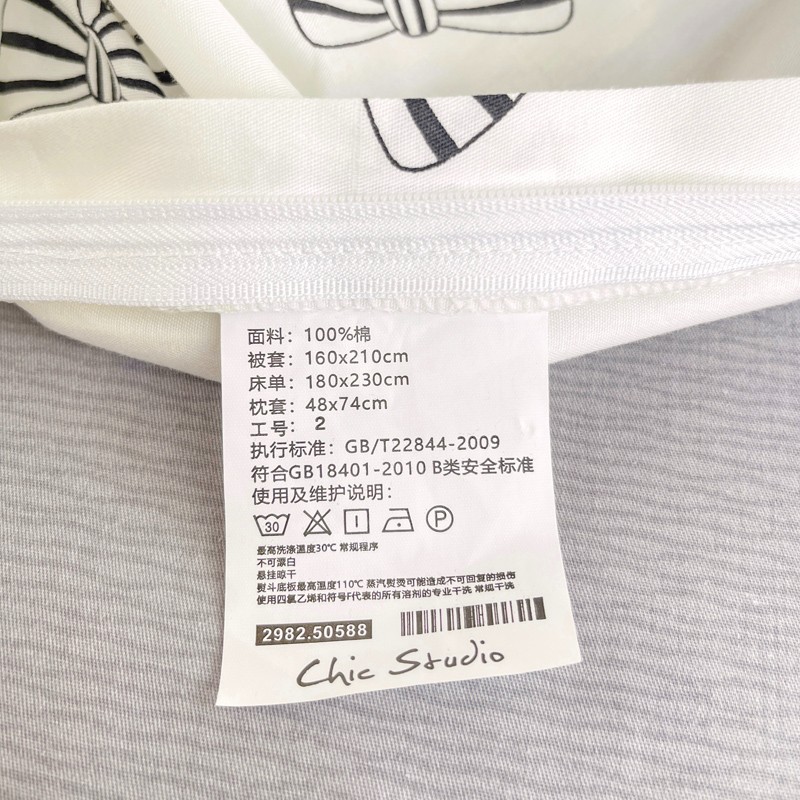 面料：100%棉
被套：160x210cm
床单：180x230cm
枕套：48x74cm
工号：2
执行标准：GB/T22844-2009
符合GB18401-2010 B类安全标准
使用及维护说明：
30 P
最高洗涤温度30℃ 常规程序
不可漂白
悬挂晾干
熨斗底板最高温度110℃ 蒸汽熨烫可能造成不可回复的损伤
使用四氯乙烯和符号F代表的所有溶剂的专业干洗 常规干洗
2982.50588
Chic Studio